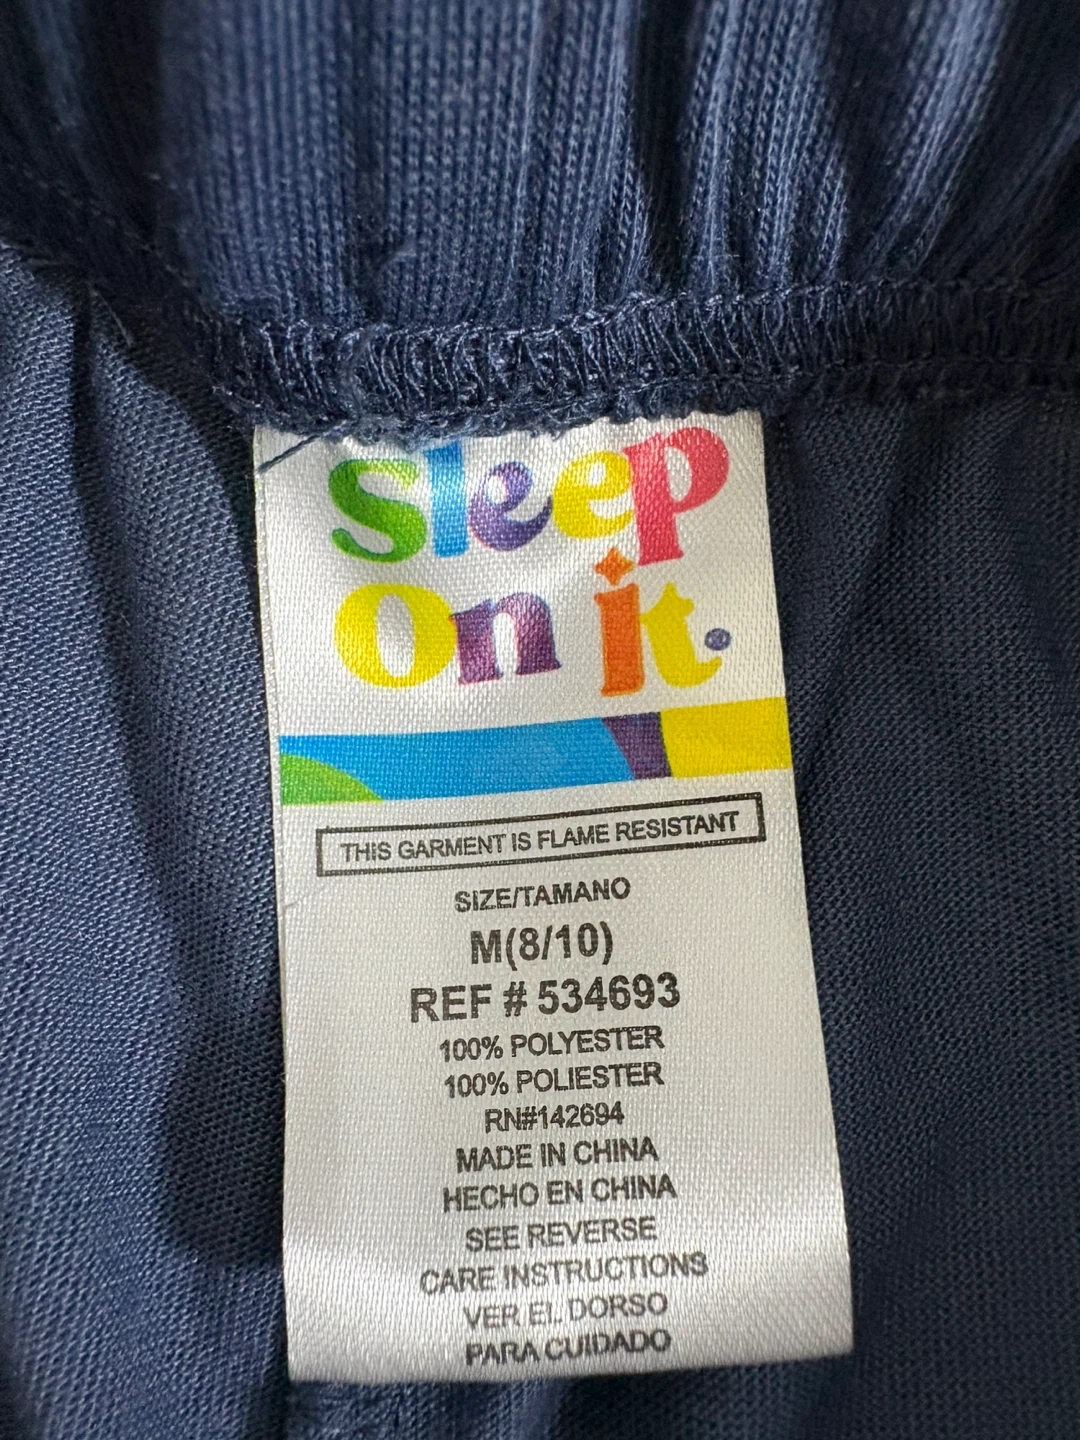 sleep
on it.
THIS GARMENT IS FLAME RESISTANT
SIZE/TAMANO
M(8/10)
REF # 534693
100% POLYESTER
100% POLIESTER
RN#142694
MADE IN CHINA
HECHO EN CHINA
SEE REVERSE
CARE INSTRUCTIONS
VER EL DORSO
PARA CUIDADO